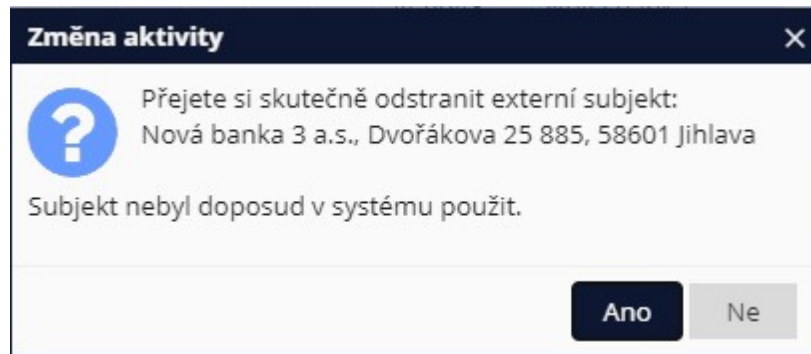 Změna aktivity
Přejete si skutečně odstranit externí subjekt:
Nová banka 3 a.s., Dvořákova 25 885, 58601 Jihlava
Subjekt nebyl doposud v systému použit.
Ano
Ne